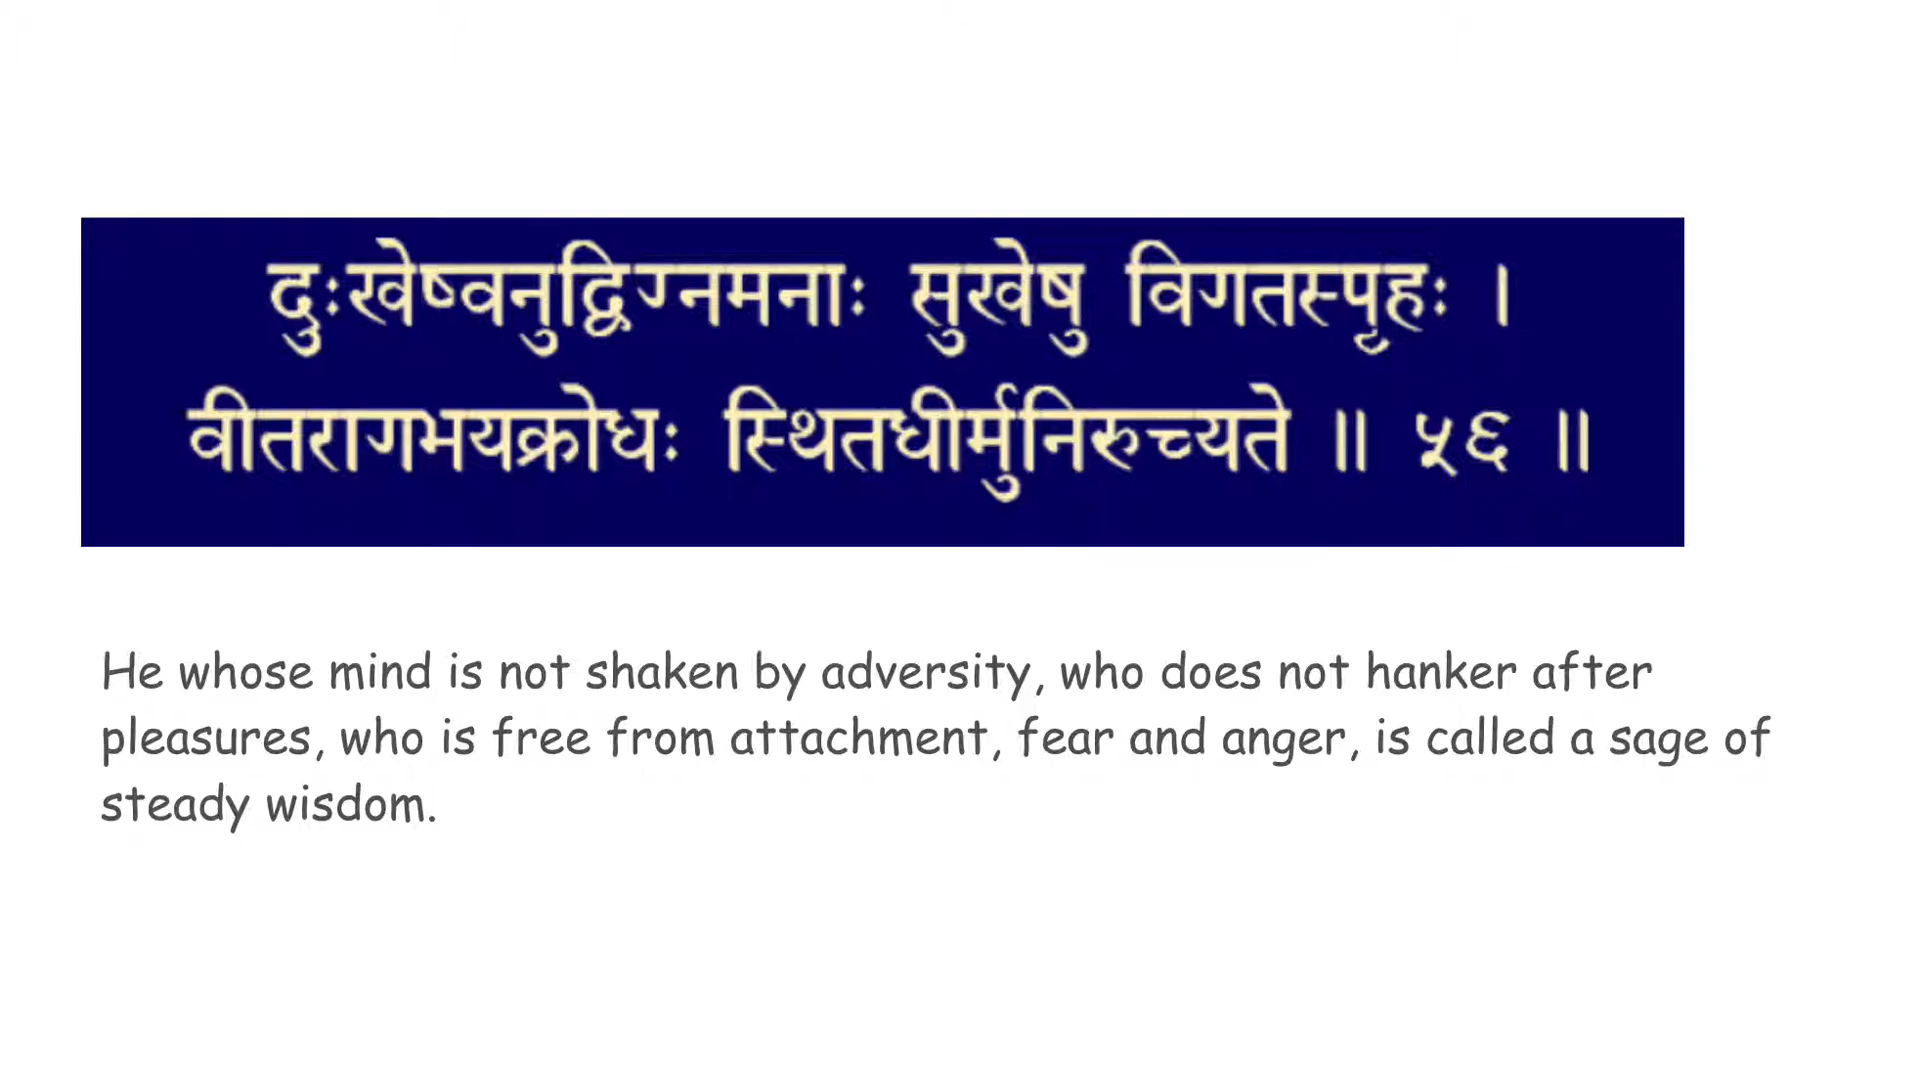 दुःखेष्वनुद्विग्नमनाः सुखेषु विगतस्पृहः ।
वीतरागभयक्रोधः स्थितधीर्मुनिरुच्यते ॥ ५६ ॥
He whose mind is not shaken by adversity, who does not hanker after
pleasures, who is free from attachment, fear and anger, is called a sage of
steady wisdom.